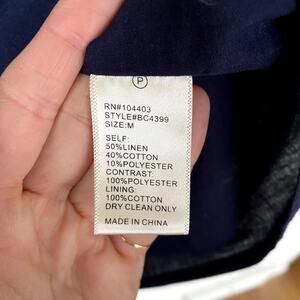 P
RN#104403
STYLE#BC4399
SIZE:M
SELF:
50%LINEN
40%COTTON
10%POLYESTER
CONTRAST:
100%POLYESTER
LINING:
100%COTTON
DRY CLEAN ONLY
MADE IN CHINA